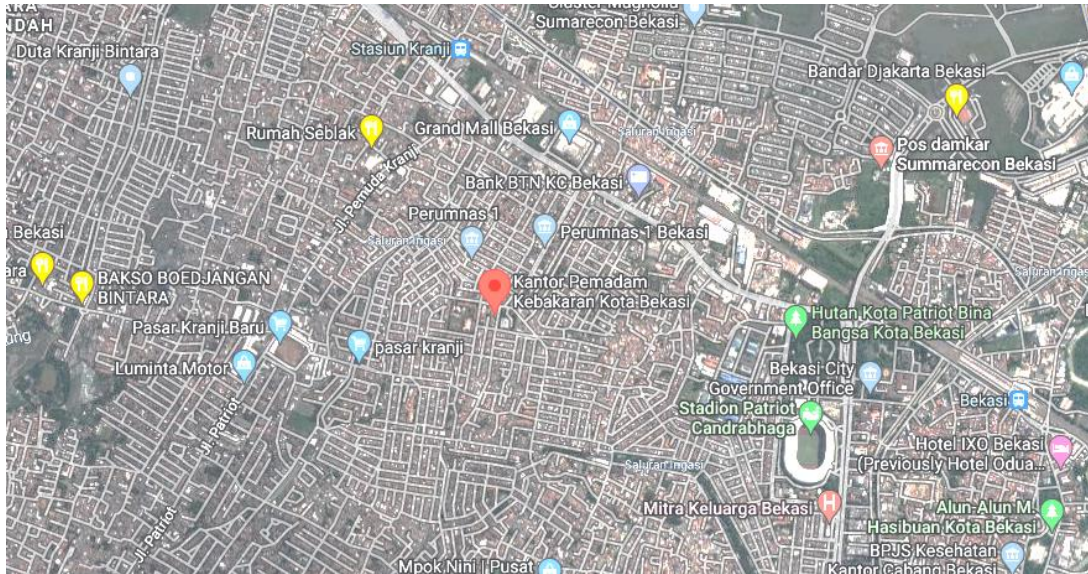 NDAH
Duta Kranji Bintara
Stasiun Kranji
Sumarecon Bekasi
Bandar Djakarta Bekasi
Rumah Seblak
Grand Mall Bekasi
Saluran Irigasi
Pos damkar
Summarecon Bekasi
Jl. Pemuda Kranji
Bank BTN KC Bekasi
Perumnas 1
Saluran Irigasi
Perumnas 1 Bekasi
Bekasi
BAKSO BOEDJANGAN
BINTARA
Kantor Pemadam
Kebakaran Kota Bekasi
Saluran Irigasi
Hutan Kota Patriot Bina
Bangsa Kota Bekasi
Pasar Kranji Baru
pasar kranji
Luminta Motor
Bekasi City
Government Office
Stadion Patriot
Candrabhaga
Bekasi
Jl. Patriot
Hotel IXO Bekasi
(Previously Hotel Odua...
Saluran Irigasi
Mitra Keluarga Bekasi
Alun-Alun M.
Hasibuan Kota Bekasi
Jl. Patriot
BPJS Kesehatan
Kantor Cabang Bekasi
Mpok Nini | Pusat